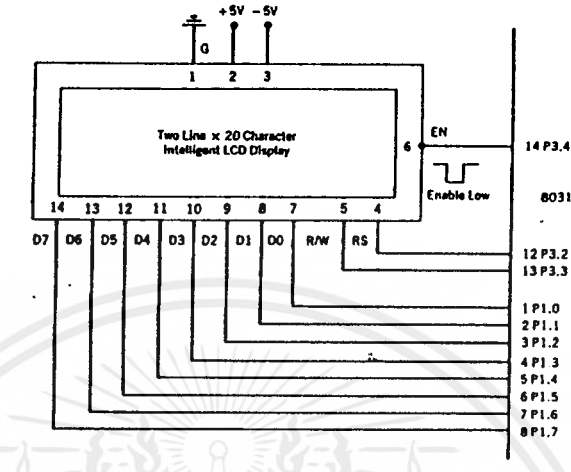 +5V -5V
G
1 2 3
Two Line x 20 Character
Intelligent LCD Display
6
EN
14 P3.4
Enable Low
8031
14 13 12 11 10 9 8 7 5 4
D7 D6 D5 D4 D3 D2 D1 D0 R/W RS
12 P3.2
13 P3.3
1 P1.0
2 P1.1
3 P1.2
4 P1.3
5 P1.4
6 P1.5
7 P1.6
8 P1.7